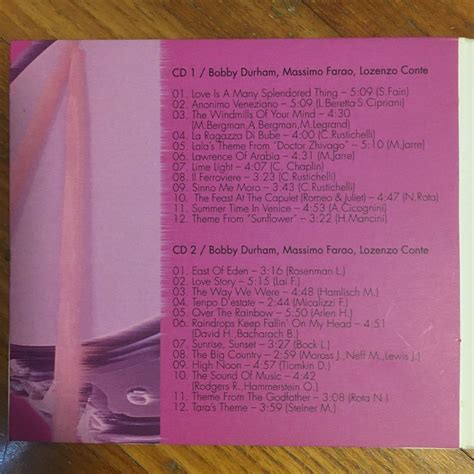 CD 1 / Bobby Durham, Massimo Farao, Lozenzo Conte
01. Love Is A Many Splendored Thing – 5:09 (S.Fain)
02. Anonimo Veneziano – 5:09 (L.Beretta-S.Cipriani)
03. The Windmills Of Your Mind – 4:30
(M.Bergman,A.Bergman,M.Legrand)
04. La Ragazza Di Bube – 4:00 (C.Rustichelli)
05. Lala's Theme From "Doctor Zhivago" – 5:10 (M.Jarre)
06. Lawrence Of Arabia – 4:31 (M.Jarre)
07. Lime Light – 4:07 (C. Chaplin)
08. Il Ferroviere – 3:23 (C.Rustichelli)
09. Sinno Me Moro – 3:43 (C.Rustichelli)
10. The Feast At The Capulet (Romeo & Juliet) – 4:47 (N.Rota)
11. Summer Time In Venice – 4:53 (A.Cicognini)
12. Theme From "Sunflower" – 3:22 (H.Mancini)
CD 2 / Bobby Durham, Massimo Farao, Lozenzo Conte
01. East Of Eden – 3:16 (Rosenman L.)
02. Love Story – 5:15 (Lai F.)
03. The Way We Were – 4:48 (Hamlisch M.)
04. Tenpo D'estate – 2:44 (Micalizzi F.)
05. Over The Rainbow – 5:50 (Arlen H.)
06. Raindrops Keep Fallin' On My Head – 4:51
(David H., Bacharach B.)
07. Sunrise, Sunset – 3:27 (Bock L.)
08. The Big Country – 2:59 (Marass J.,Neff M.,Lewis J.)
09. High Noon – 4:57 (Tiomkin D.)
10. The Sound Of Music – 4:42
(Rodgers R., Hammerstein O.)
11. Theme From The Godfather – 3:08 (Rota N.)
12. Tara's Theme – 3:59 (Steiner M.)